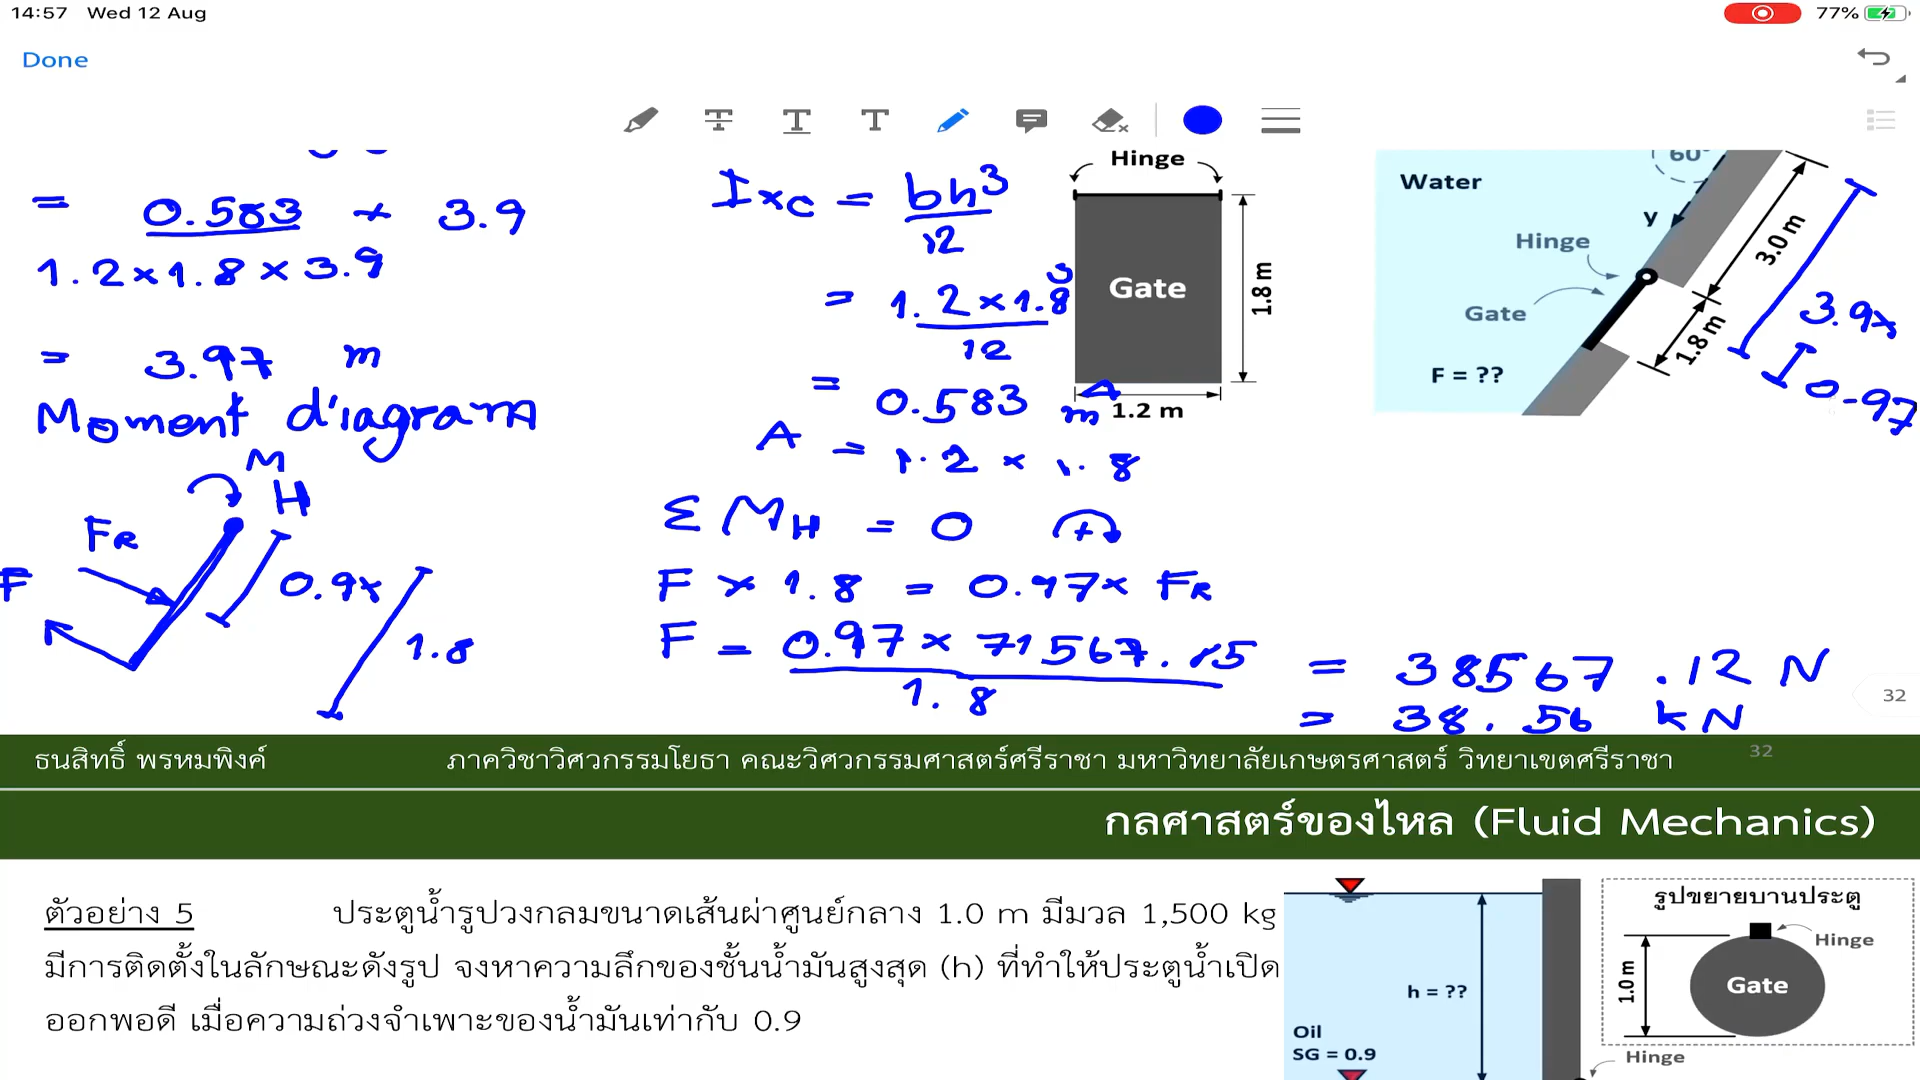 14:57 Wed 12 Aug
77%
Done
= 0.583 + 3.9
1.2×1.8×3.9
= 3.97 m
Moment diagram
M
H
FR
F
0.97
1.8
Ixc = bh³
12
= 1.2×1.8³
12
= 0.583 m⁴
A = 1.2 × 1.8
Σ MH = 0 +
F × 1.8 = 0.97× FR
F = 0.97 × 71567.15
1.8
= 38567.12 N
= 38.56 kN
Hinge
Gate
1.8 m
1.2 m
Water
60°
y
Hinge
Gate
F = ??
3.0 m
1.8 m
3.97
0.97
32
ธนสิทธิ์ พรหมพิงค์ ภาควิชาวิศวกรรมโยธา คณะวิศวกรรมศาสตร์ศรีราชา มหาวิทยาลัยเกษตรศาสตร์ วิทยาเขตศรีราชา 32
กลศาสตร์ของไหล (Fluid Mechanics)
ตัวอย่าง 5 ประตูน้ำรูปวงกลมขนาดเส้นผ่าศูนย์กลาง 1.0 m มีมวล 1,500 kg
มีการติดตั้งในลักษณะดังรูป จงหาความลึกของชั้นน้ำมันสูงสุด (h) ที่ทำให้ประตูน้ำเปิด
ออกพอดี เมื่อความถ่วงจำเพาะของน้ำมันเท่ากับ 0.9
h = ??
Oil
SG = 0.9
รูปขยายบานประตู
Hinge
Gate
1.0 m
Hinge